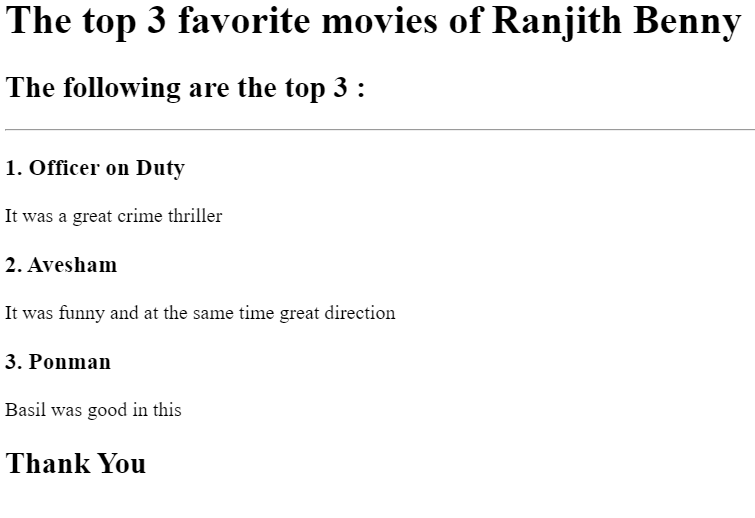 The top 3 favorite movies of Ranjith Benny
The following are the top 3 :
1. Officer on Duty
It was a great crime thriller
2. Avesham
It was funny and at the same time great direction
3. Ponman
Basil was good in this
Thank You